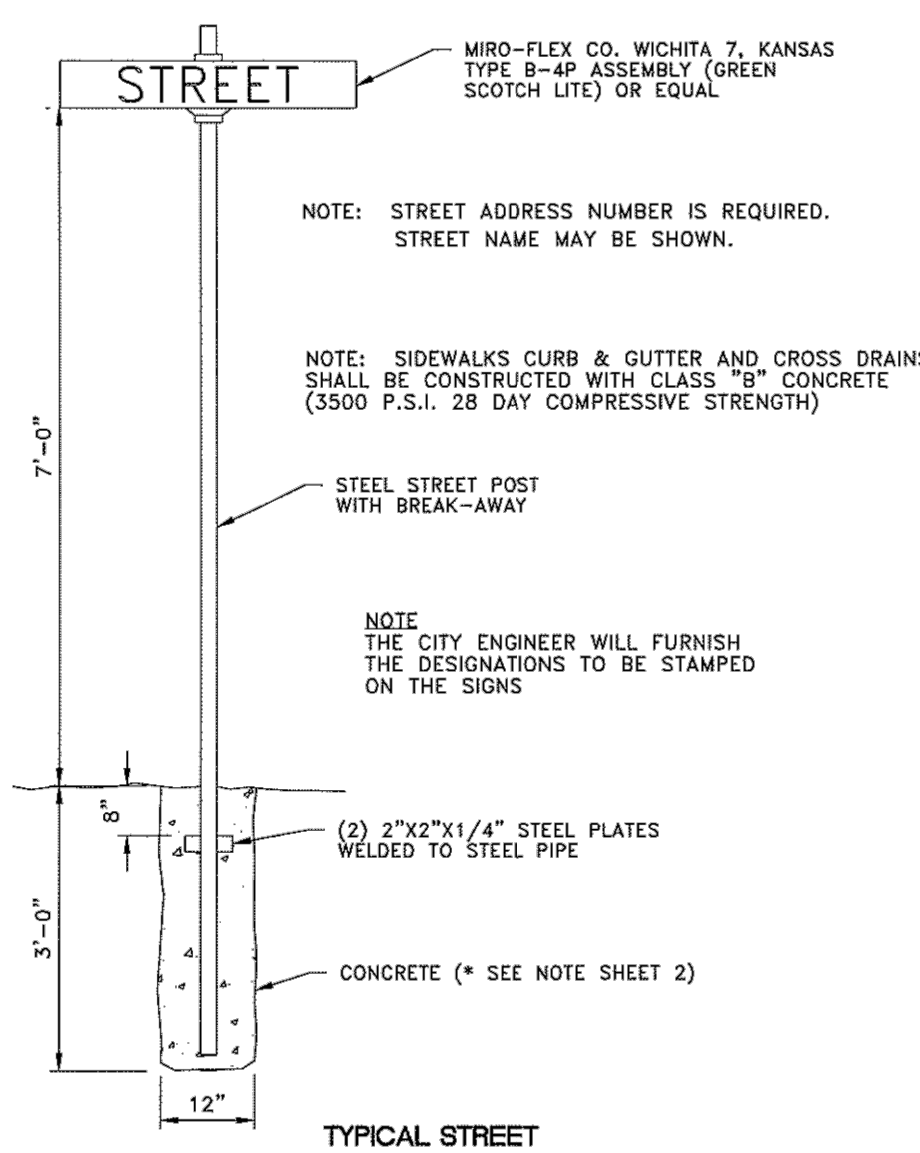 STREET
MIRO-FLEX CO. WICHITA 7, KANSAS
TYPE B-4P ASSEMBLY (GREEN
SCOTCH LITE) OR EQUAL
NOTE: STREET ADDRESS NUMBER IS REQUIRED.
STREET NAME MAY BE SHOWN.
NOTE: SIDEWALKS CURB & GUTTER AND CROSS DRAINS
SHALL BE CONSTRUCTED WITH CLASS "B" CONCRETE
(3500 P.S.I. 28 DAY COMPRESSIVE STRENGTH)
7'-0"
STEEL STREET POST
WITH BREAK-AWAY
NOTE
THE CITY ENGINEER WILL FURNISH
THE DESIGNATIONS TO BE STAMPED
ON THE SIGNS
8"
(2) 2"X2"X1/4" STEEL PLATES
WELDED TO STEEL PIPE
3'-0"
CONCRETE (* SEE NOTE SHEET 2)
12"
TYPICAL STREET